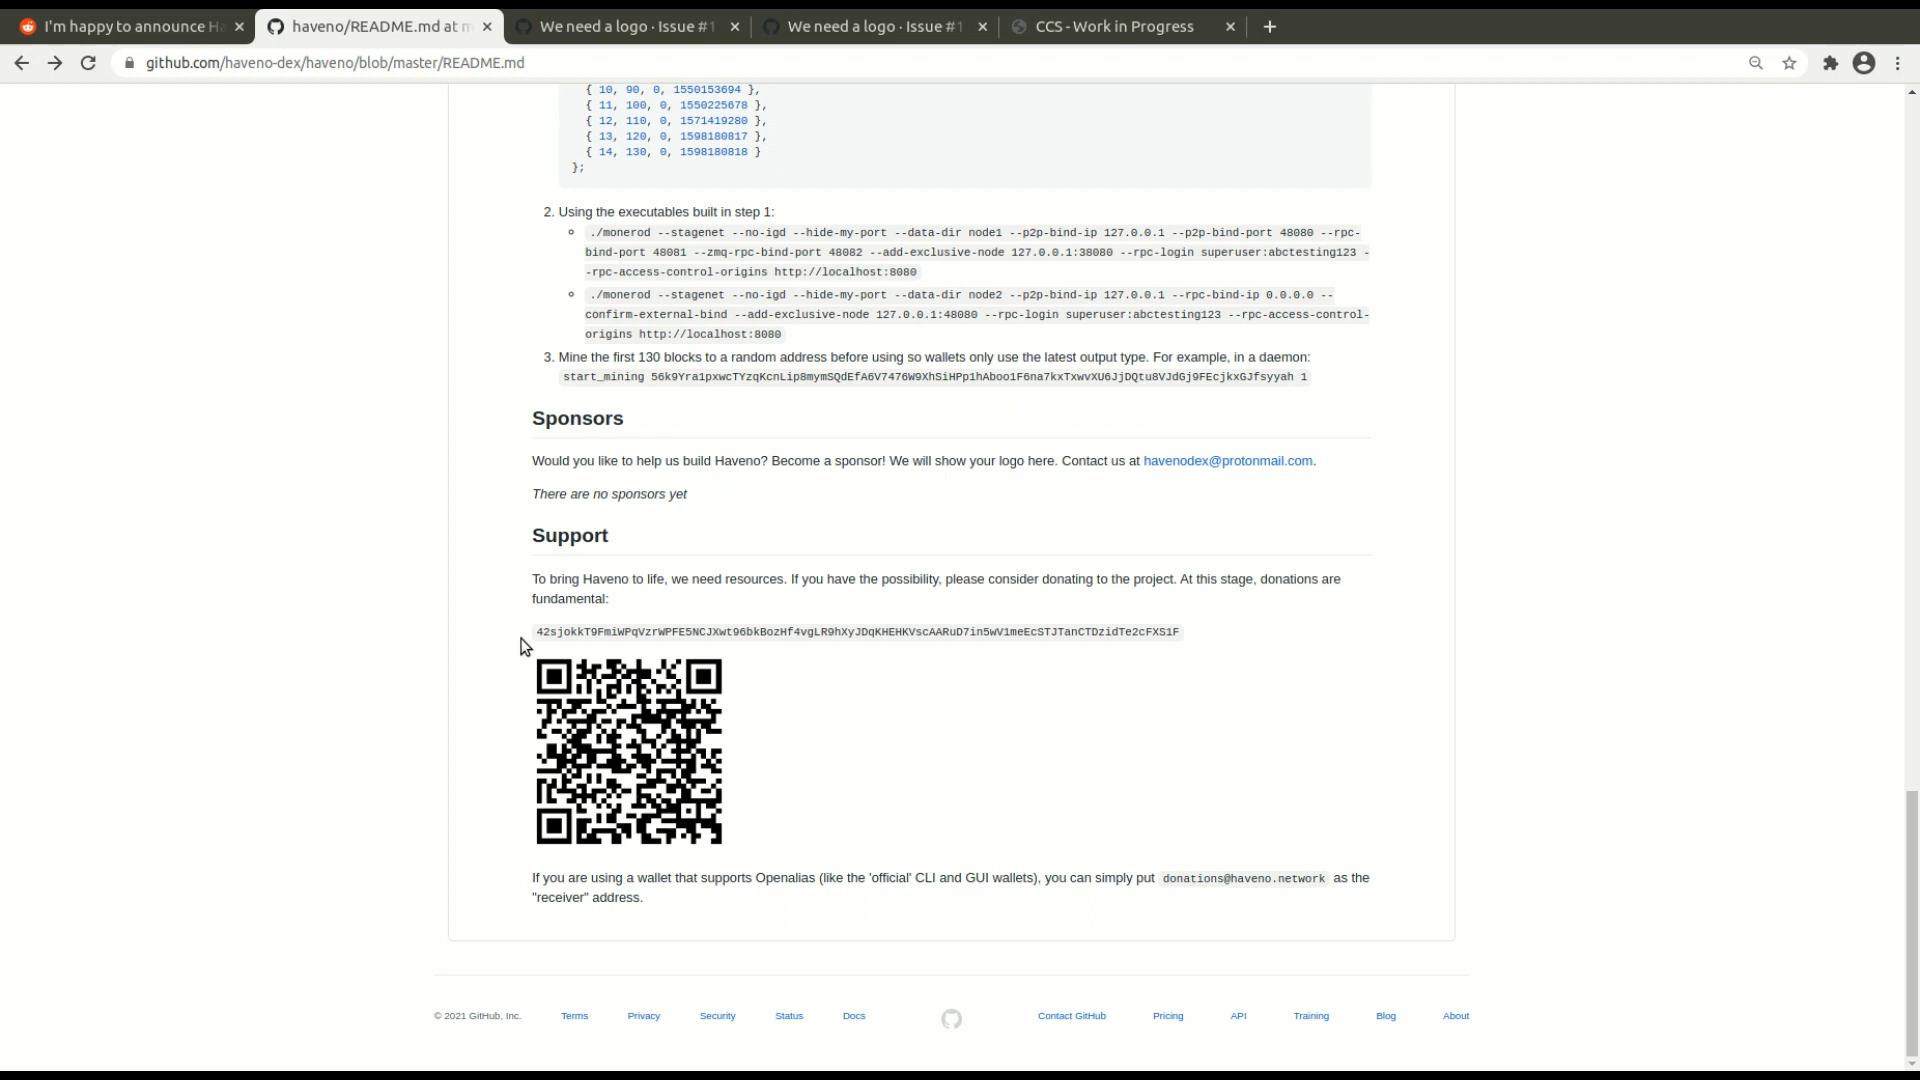 I'm happy to announce Ha
haveno/README.md at m
We need a logo · Issue #1
We need a logo · Issue #1
CCS - Work in Progress
github.com/haveno-dex/haveno/blob/master/README.md
{ 10, 90, 0, 1550153694 },
{ 11, 100, 0, 1550225678 },
{ 12, 110, 0, 1571419280 },
{ 13, 120, 0, 1598180817 },
{ 14, 130, 0, 1598180818 }
};
2. Using the executables built in step 1:
./monerod --stagenet --no-igd --hide-my-port --data-dir node1 --p2p-bind-ip 127.0.0.1 --p2p-bind-port 48080 --rpc-
bind-port 48081 --zmq-rpc-bind-port 48082 --add-exclusive-node 127.0.0.1:38080 --rpc-login superuser:abctesting123 -
-rpc-access-control-origins http://localhost:8080
./monerod --stagenet --no-igd --hide-my-port --data-dir node2 --p2p-bind-ip 127.0.0.1 --rpc-bind-ip 0.0.0.0 --
confirm-external-bind --add-exclusive-node 127.0.0.1:48080 --rpc-login superuser:abctesting123 --rpc-access-control-
origins http://localhost:8080
3. Mine the first 130 blocks to a random address before using so wallets only use the latest output type. For example, in a daemon:
start_mining 56k9Yra1pxwcTYzqKcnLip8mymSQdEfA6V7476W9XhSiHPp1hAboo1F6na7kxTxwvXU6JjDQtu8VJdGj9FEcjkxGJfsyyah 1
Sponsors
Would you like to help us build Haveno? Become a sponsor! We will show your logo here. Contact us at havenodex@protonmail.com.
There are no sponsors yet
Support
To bring Haveno to life, we need resources. If you have the possibility, please consider donating to the project. At this stage, donations are
fundamental:
42sjokkT9FmiWPqVzrWPFE5NCJXwt96bkBozHf4vgLR9hXyJDqKHEHKVscAARuD7in5wV1meEcSTJTanCTDzidTe2cFXS1F
If you are using a wallet that supports Openalias (like the 'official' CLI and GUI wallets), you can simply put donations@haveno.network as the
"receiver" address.
© 2021 GitHub, Inc. Terms Privacy Security Status Docs Contact GitHub Pricing API Training Blog About